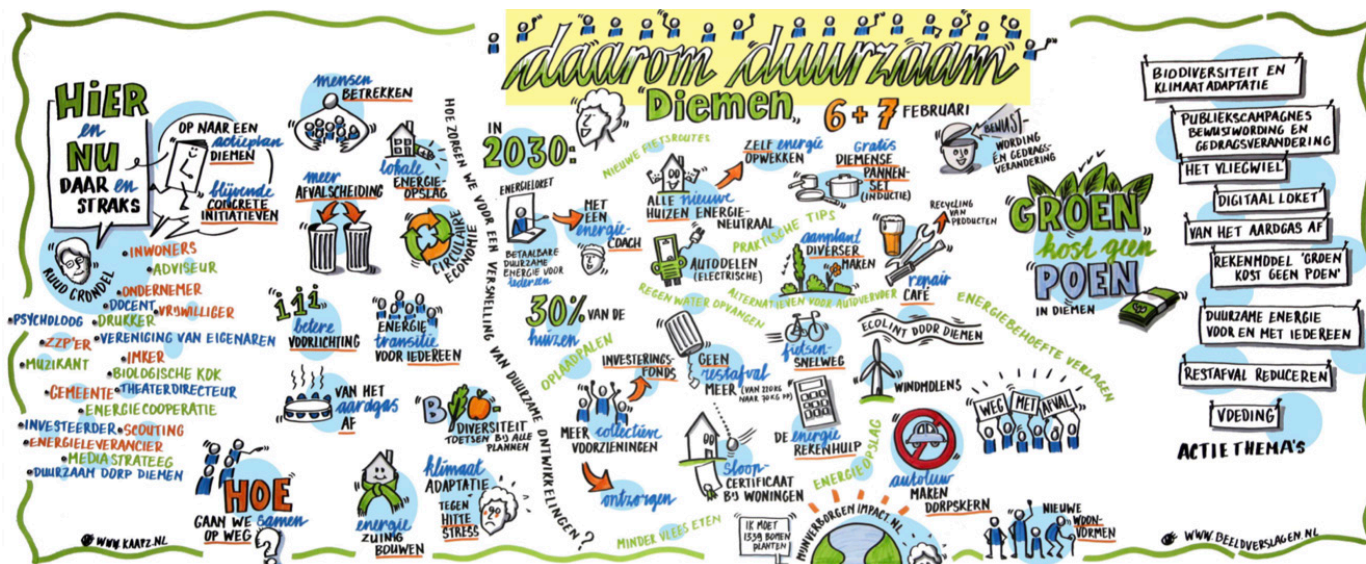 daarom duurzaam
Diemen
6 + 7 FEBRUARI
HiER
en
NU
DAAR en
STRAKS
RUUD GRONDEL
OP NAAR EEN
actieplan
DIEMEN
blijvende
CONCRETE
INITIATIEVEN
INWONERS
ADVISEUR
ONDERNEMER
DOCENT
VRIJWILLIGER
PSYCHOLOOG
DRUKKER
VERENIGING VAN EIGENAREN
ZZP'ER
IMKER
MUZIKANT
BIOLOGISCHE KDK
GEMEENTE
THEATERDIRECTEUR
ENERGIECOOPERATIE
INVESTEERDER
SCOUTING
ENERGIELEVERANCIER
MEDIASTRATEEG
DUURZAAM DORP DIEMEN
HOE
GAAN WE samen
OP WEG
WWW.KAAPZ.NL
mensen
BETREKKEN
meer
AFVALSCHEIDING
lokale
ENERGIE-
OPSLAG
CIRCULAIRE
ECONOMIE
betere
VOORLICHTING
ENERGIE
transitie
VOOR IEDEREEN
VAN HET
aardgas
AF
BIO-
DIVERSITEIT
TOETSEN BIJ ALLE
PLANNEN
energie
ZUINIG
BOUWEN
klimaat
ADAPTATIE
TEGEN
HITTE
STRESS
HOE ZORGEN WE VOOR EEN VERSNELLING VAN DUURZAME ONTWIKKELINGEN?
IN
2030:
NIEUWE FIETSROUTES
ENERGIELOKET
BETAALBARE
DUURZAME
ENERGIE VOOR
iedereen
MET
EEN
energie-
COACH
30% VAN DE
huizen
OPLAADPALEN
INVESTERINGS-
FONDS
MEER collectieve
VOORZIENINGEN
ontzorgen
MINDER VLEES ETEN
ALLE nieuwe
HUIZEN ENERGIE-
NEUTRAAL
ZELF energie
OPWEKKEN
Gratis
DIEMENSE
PANNEN-
SET
(INDUCTIE)
BEWUST-
WORDING
EN GEDRAGS-
VERANDERING
PRAKTISCHE TIPS
AUTODELEN
(ELECTRISCHE)
aanplant
DIVERSER
MAKEN
RECYCLING
VAN
PRODUCTEN
repair
CAFÉ
REGENWATER OPVANGEN
ALTERNATIEVEN VOOR AUTOVERVOER
GEEN
restafval
MEER (VAN 220KG
NAAR 30KG PP)
fietsen-
SNELWEG
ECOLINT DOOR DIEMEN
WINDMOLENS
ENERGIEBEHOEFTE VERLAGEN
sloop-
CERTIFICAAT
BIJ WONINGEN
DE energie
REKENHULP
ENERGIEOPSLAG
autoluw
MAKEN
DORPSKERN
WEG MET AFVAL
IK MOET
1539 BOMEN
PLANTEN
MIJNVERBORGEN IMPACT.NL
NIEUWE
WOON-
VORMEN
GROEN
kost geen
POEN
IN DIEMEN
BIODIVERSITEIT EN
KLIMAATADAPTATIE
PUBLIEKSCAMPAGNES
BEWUSTWORDING EN
GEDRAGSVERANDERING
HET VLIEGWIEL
DIGITAAL LOKET
VAN HET AARDGAS AF
REKENMODEL 'GROEN
KOST GEEN POEN'
DUURZAME ENERGIE
VOOR EN MET IEDEREEN
RESTAFVAL REDUCEREN
VOEDING
ACTIETHEMA'S
WWW.BEELDVERSLAGEN.NL